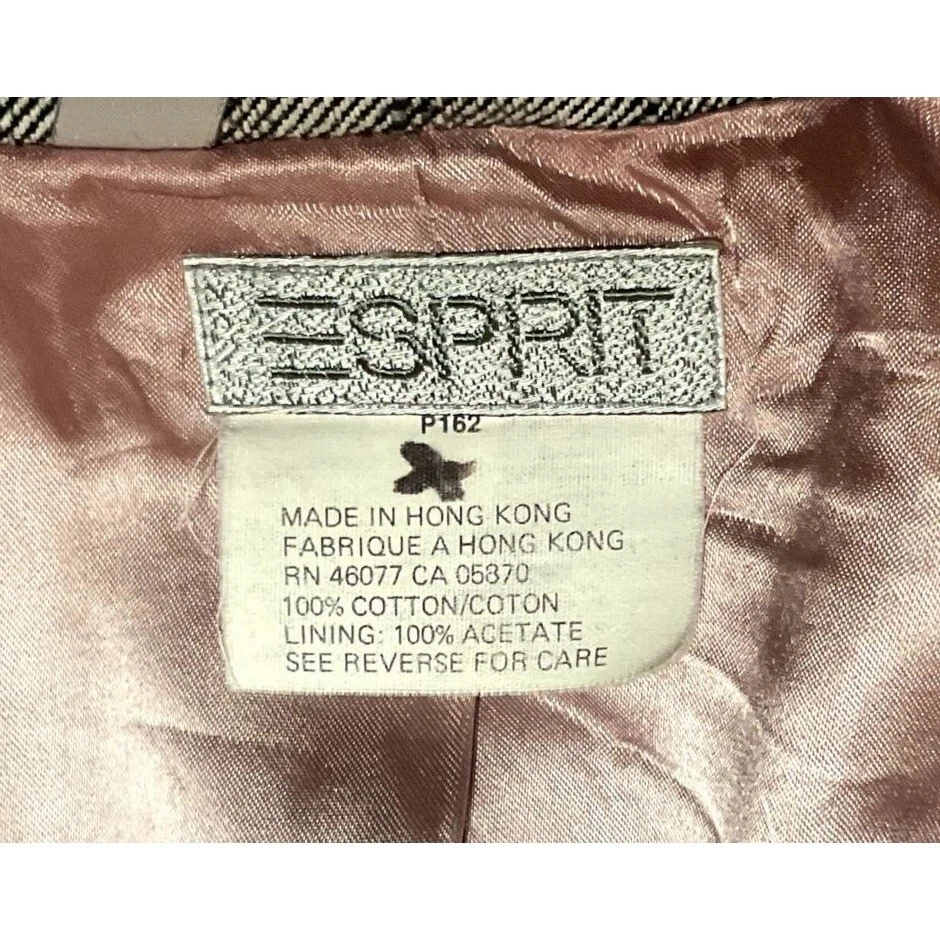 ESPRIT
P162
MADE IN HONG KONG
FABRIQUE A HONG KONG
RN 46077 CA 05870
100% COTTON/COTON
LINING: 100% ACETATE
SEE REVERSE FOR CARE